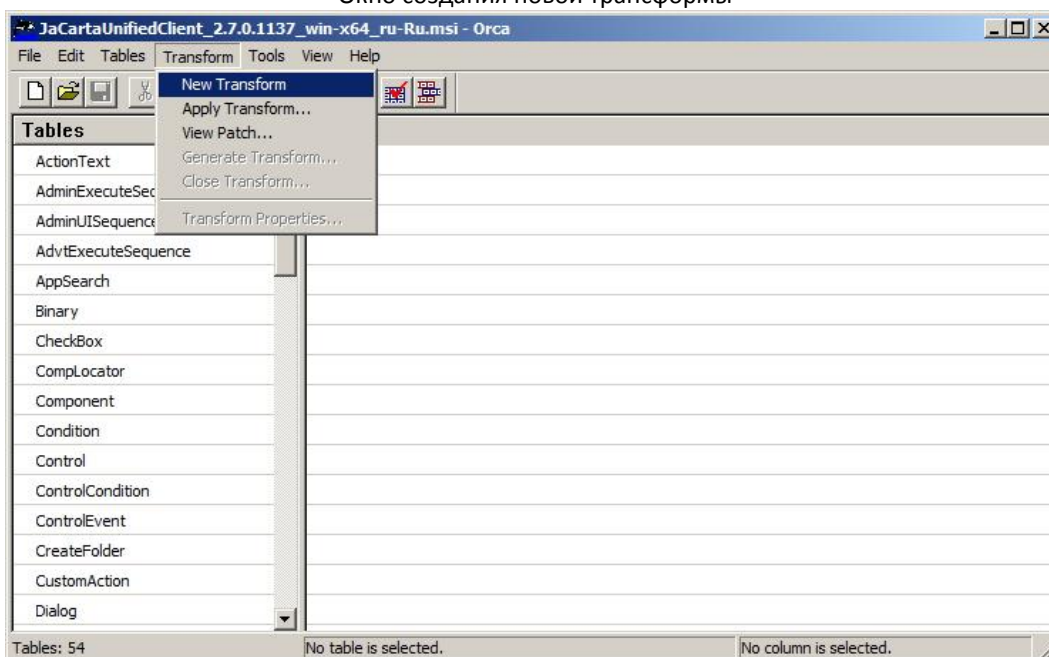 Окно создания новой трансформы
JaCartaUnifiedClient_2.7.0.1137_win-x64_ru-Ru.msi - Orca
File Edit Tables Transform Tools View Help
New Transform
Apply Transform...
View Patch...
Generate Transform...
Close Transform...
Transform Properties...
Tables
ActionText
AdminExecuteSec
AdminUISequence
AdvtExecuteSequence
AppSearch
Binary
CheckBox
CompLocator
Component
Condition
Control
ControlCondition
ControlEvent
CreateFolder
CustomAction
Dialog
Tables: 54 No table is selected. No column is selected.